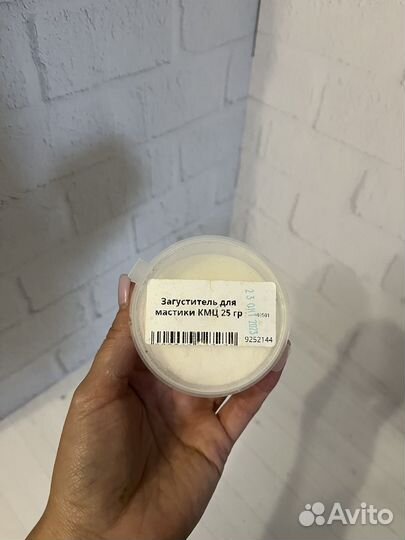 Загуститель для
мастики КМЦ 25 гр
9252144
Avito